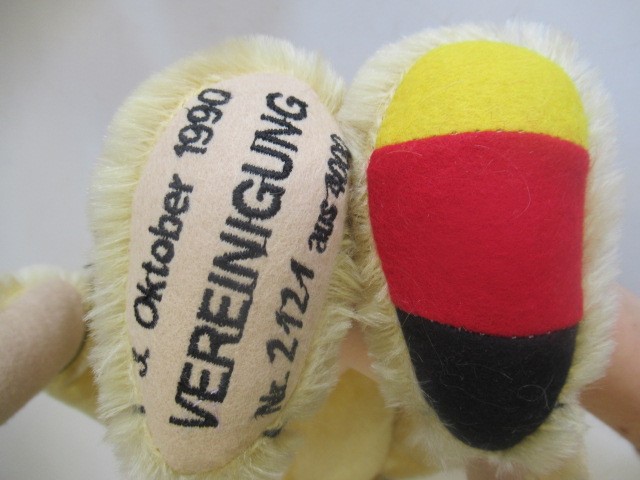 3. Oktober 1990
VEREINIGUNG
Nr. 2121 aus 4000